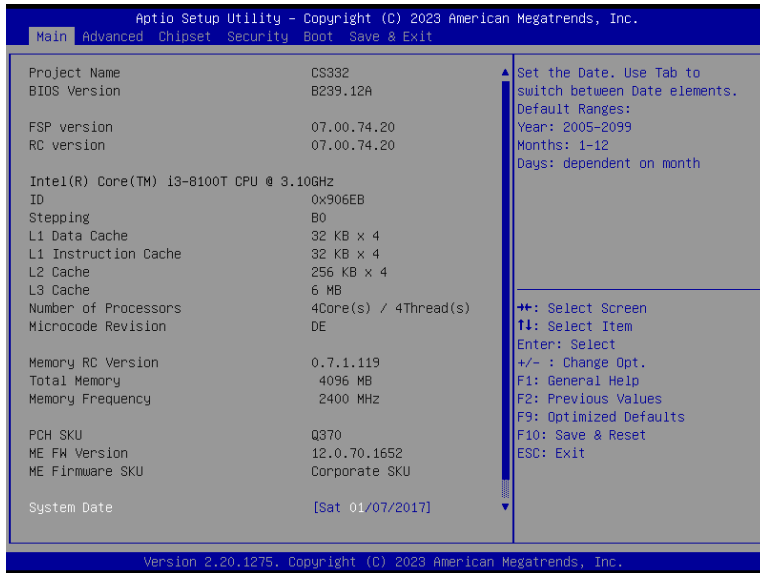 Aptio Setup Utility – Copyright (C) 2023 American Megatrends, Inc.
Main Advanced Chipset Security Boot Save & Exit
Project Name CS332
BIOS Version B239.12A
FSP version 07.00.74.20
RC version 07.00.74.20
Intel(R) Core(TM) i3-8100T CPU @ 3.10GHz
ID 0x906EB
Stepping B0
L1 Data Cache 32 KB x 4
L1 Instruction Cache 32 KB x 4
L2 Cache 256 KB x 4
L3 Cache 6 MB
Number of Processors 4Core(s) / 4Thread(s)
Microcode Revision DE
Memory RC Version 0.7.1.119
Total Memory 4096 MB
Memory Frequency 2400 MHz
PCH SKU Q370
ME FW Version 12.0.70.1652
ME Firmware SKU Corporate SKU
System Date [Sat 01/07/2017]
Set the Date. Use Tab to
switch between Date elements.
Default Ranges:
Year: 2005-2099
Months: 1-12
Days: dependent on month
→←: Select Screen
↑↓: Select Item
Enter: Select
+/- : Change Opt.
F1: General Help
F2: Previous Values
F9: Optimized Defaults
F10: Save & Reset
ESC: Exit
Version 2.20.1275. Copyright (C) 2023 American Megatrends, Inc.